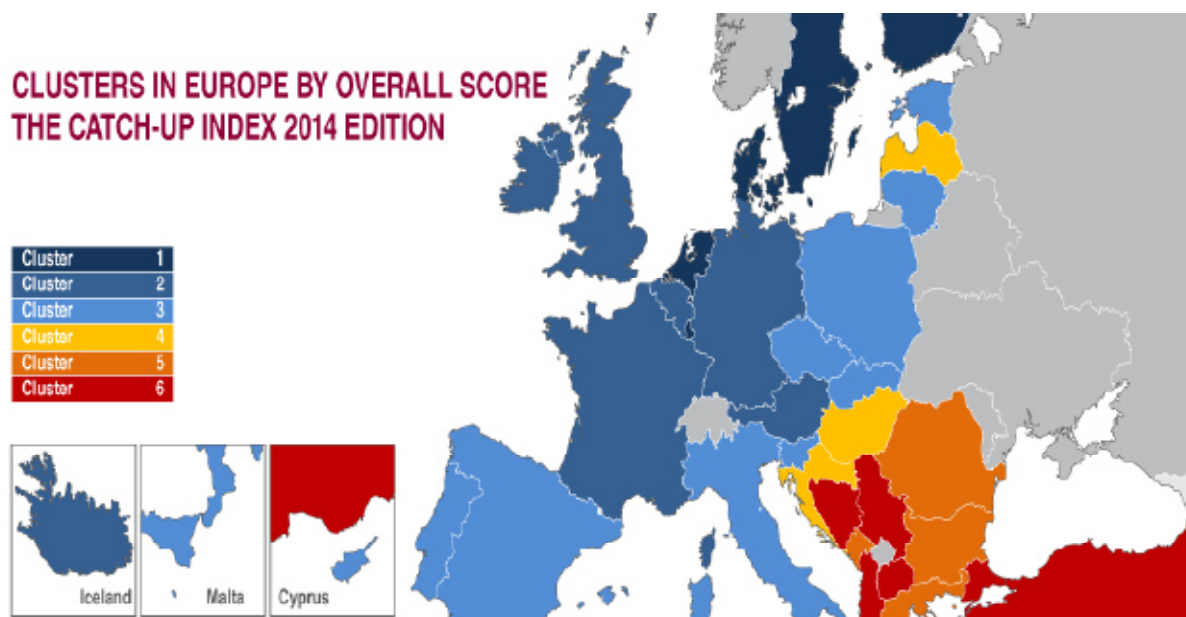 CLUSTERS IN EUROPE BY OVERALL SCORE
THE CATCH-UP INDEX 2014 EDITION
Cluster 1
Cluster 2
Cluster 3
Cluster 4
Cluster 5
Cluster 6
Iceland
Malta
Cyprus